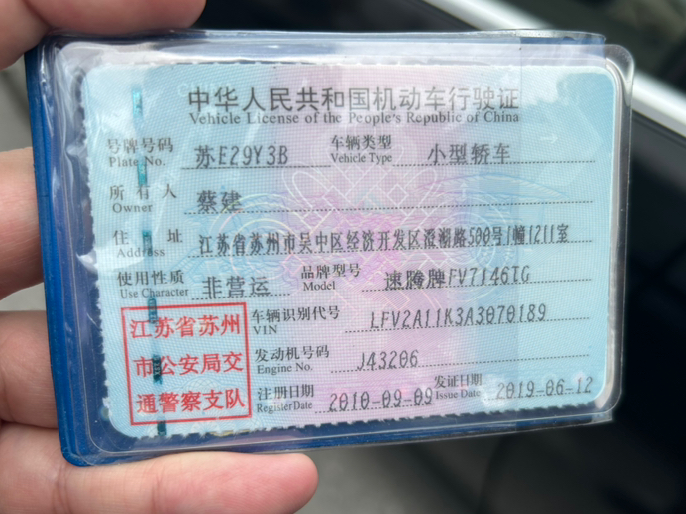 中华人民共和国机动车行驶证
Vehicle License of the People's Republic of China
号牌号码 苏E29Y3B 车辆类型 小型轿车
Plate No. Vehicle Type
所有人 蔡建
Owner
住址 江苏省苏州市吴中区经济开发区澄湖路500号1幢1211室
Address
使用性质 非营运 品牌型号 速腾牌FV7146TG
Use Character Model
车辆识别代号 LFV2A11K3A3070189
VIN
发动机号码 J43206
Engine No.
注册日期 2010-09-09 发证日期 2019-06-12
Register Date Issue Date
江苏省苏州
市公安局交
通警察支队